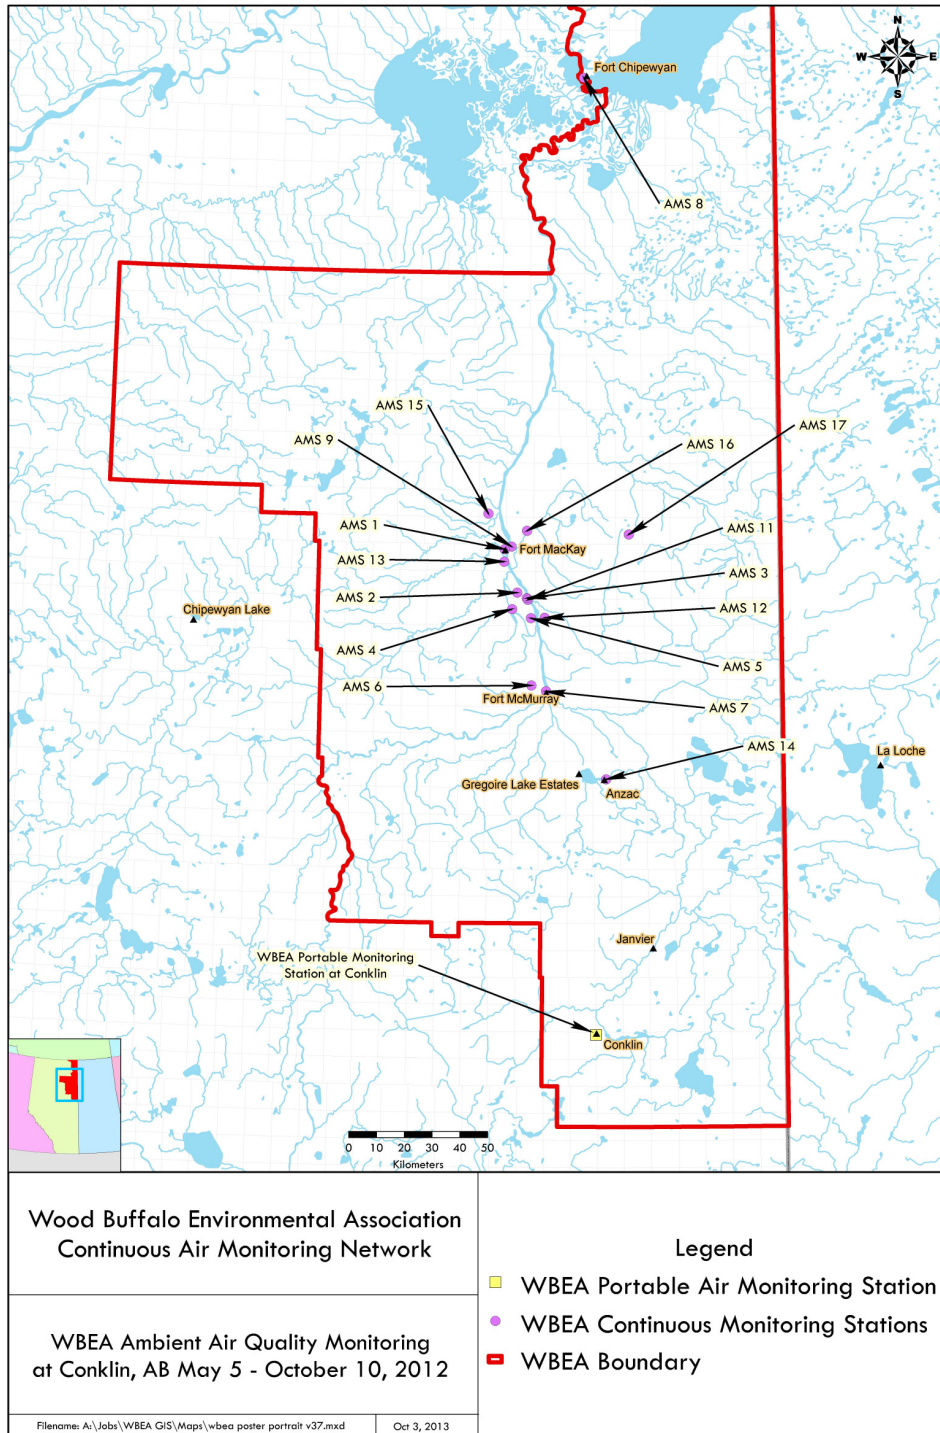 N
W E
S
Fort Chipewyan
AMS 8
AMS 15
AMS 9
AMS 17
AMS 16
AMS 1
AMS 11
Fort MacKay
AMS 13
AMS 3
AMS 2
AMS 12
Chipewyan Lake
AMS 4
AMS 5
AMS 6
Fort McMurray
AMS 7
AMS 14
La Loche
Gregoire Lake Estates
Anzac
Janvier
WBEA Portable Monitoring
Station at Conklin
Conklin
0 10 20 30 40 50
Kilometers
Wood Buffalo Environmental Association
Continuous Air Monitoring Network
WBEA Ambient Air Quality Monitoring
at Conklin, AB May 5 - October 10, 2012
Filename: A:\Jobs\WBEA GIS\Maps\wbea poster portrait v37.mxd
Oct 3, 2013
Legend
WBEA Portable Air Monitoring Station
WBEA Continuous Monitoring Stations
WBEA Boundary